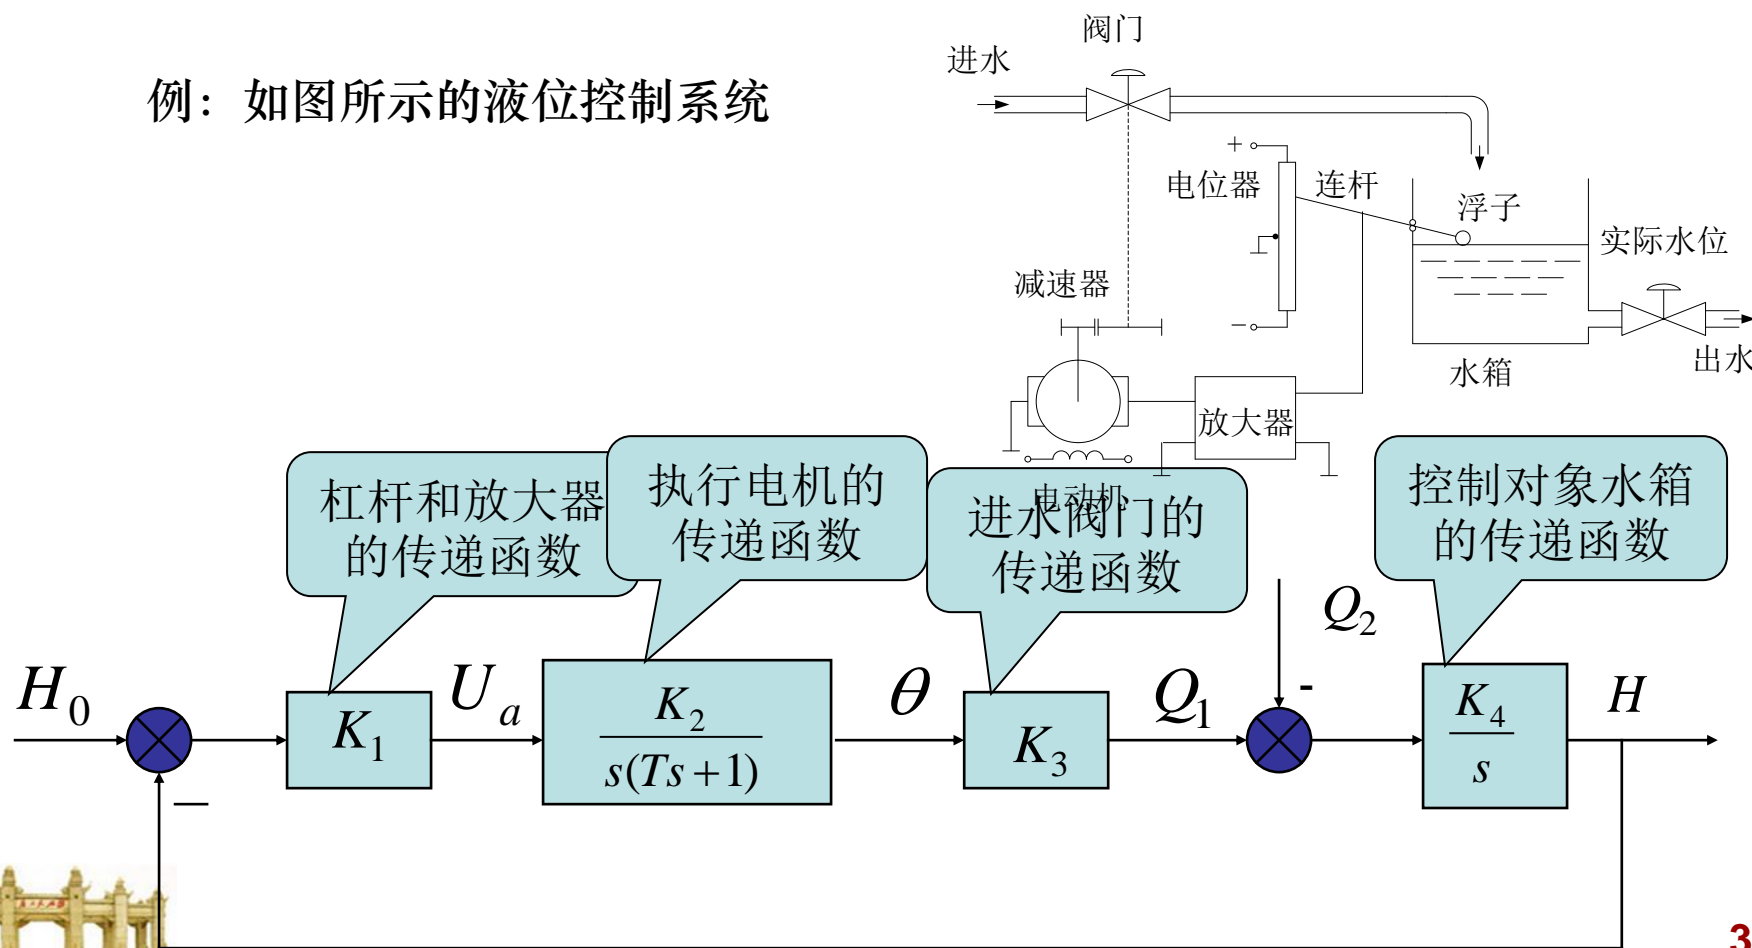 例：如图所示的液位控制系统
阀门
进水
+
电位器
连杆
浮子
实际水位
减速器
−
出水
水箱
放大器
电动机
杠杆和放大器
的传递函数
执行电机的
传递函数
进水阀门的
传递函数
控制对象水箱
的传递函数
Q₂
H₀
Uₐ
θ
Q₁
-
H
K₁
K₂
s(Ts+1)
K₃
K₄
s
—
3